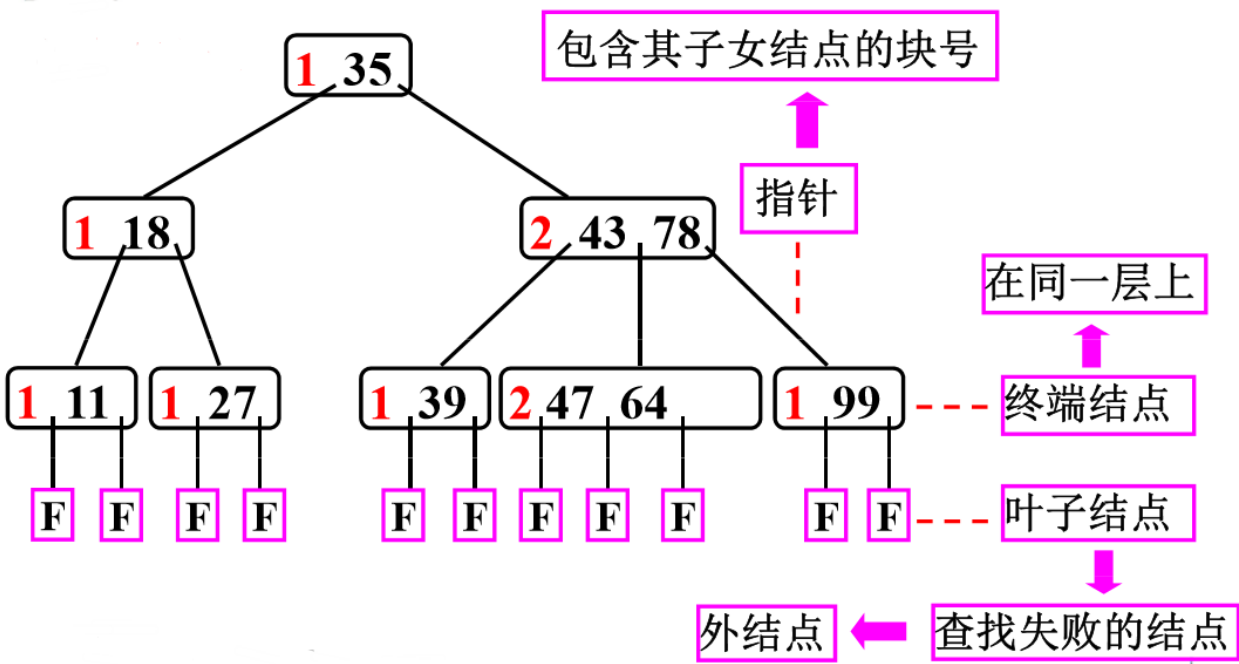 1 35
包含其子女结点的块号
指针
1 18
2 43 78
在同一层上
1 11
1 27
1 39
2 47 64
1 99
终端结点
F F F F F F F F F F F
叶子结点
外结点
查找失败的结点